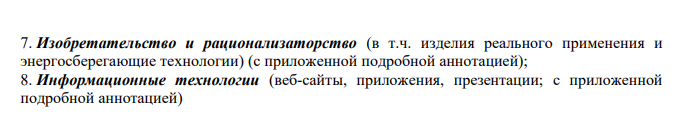 7. Изобретательство и рационализаторство (в т.ч. изделия реального применения и
энергосберегающие технологии) (с приложенной подробной аннотацией);
8. Информационные технологии (веб-сайты, приложения, презентации; с приложенной
подробной аннотацией)